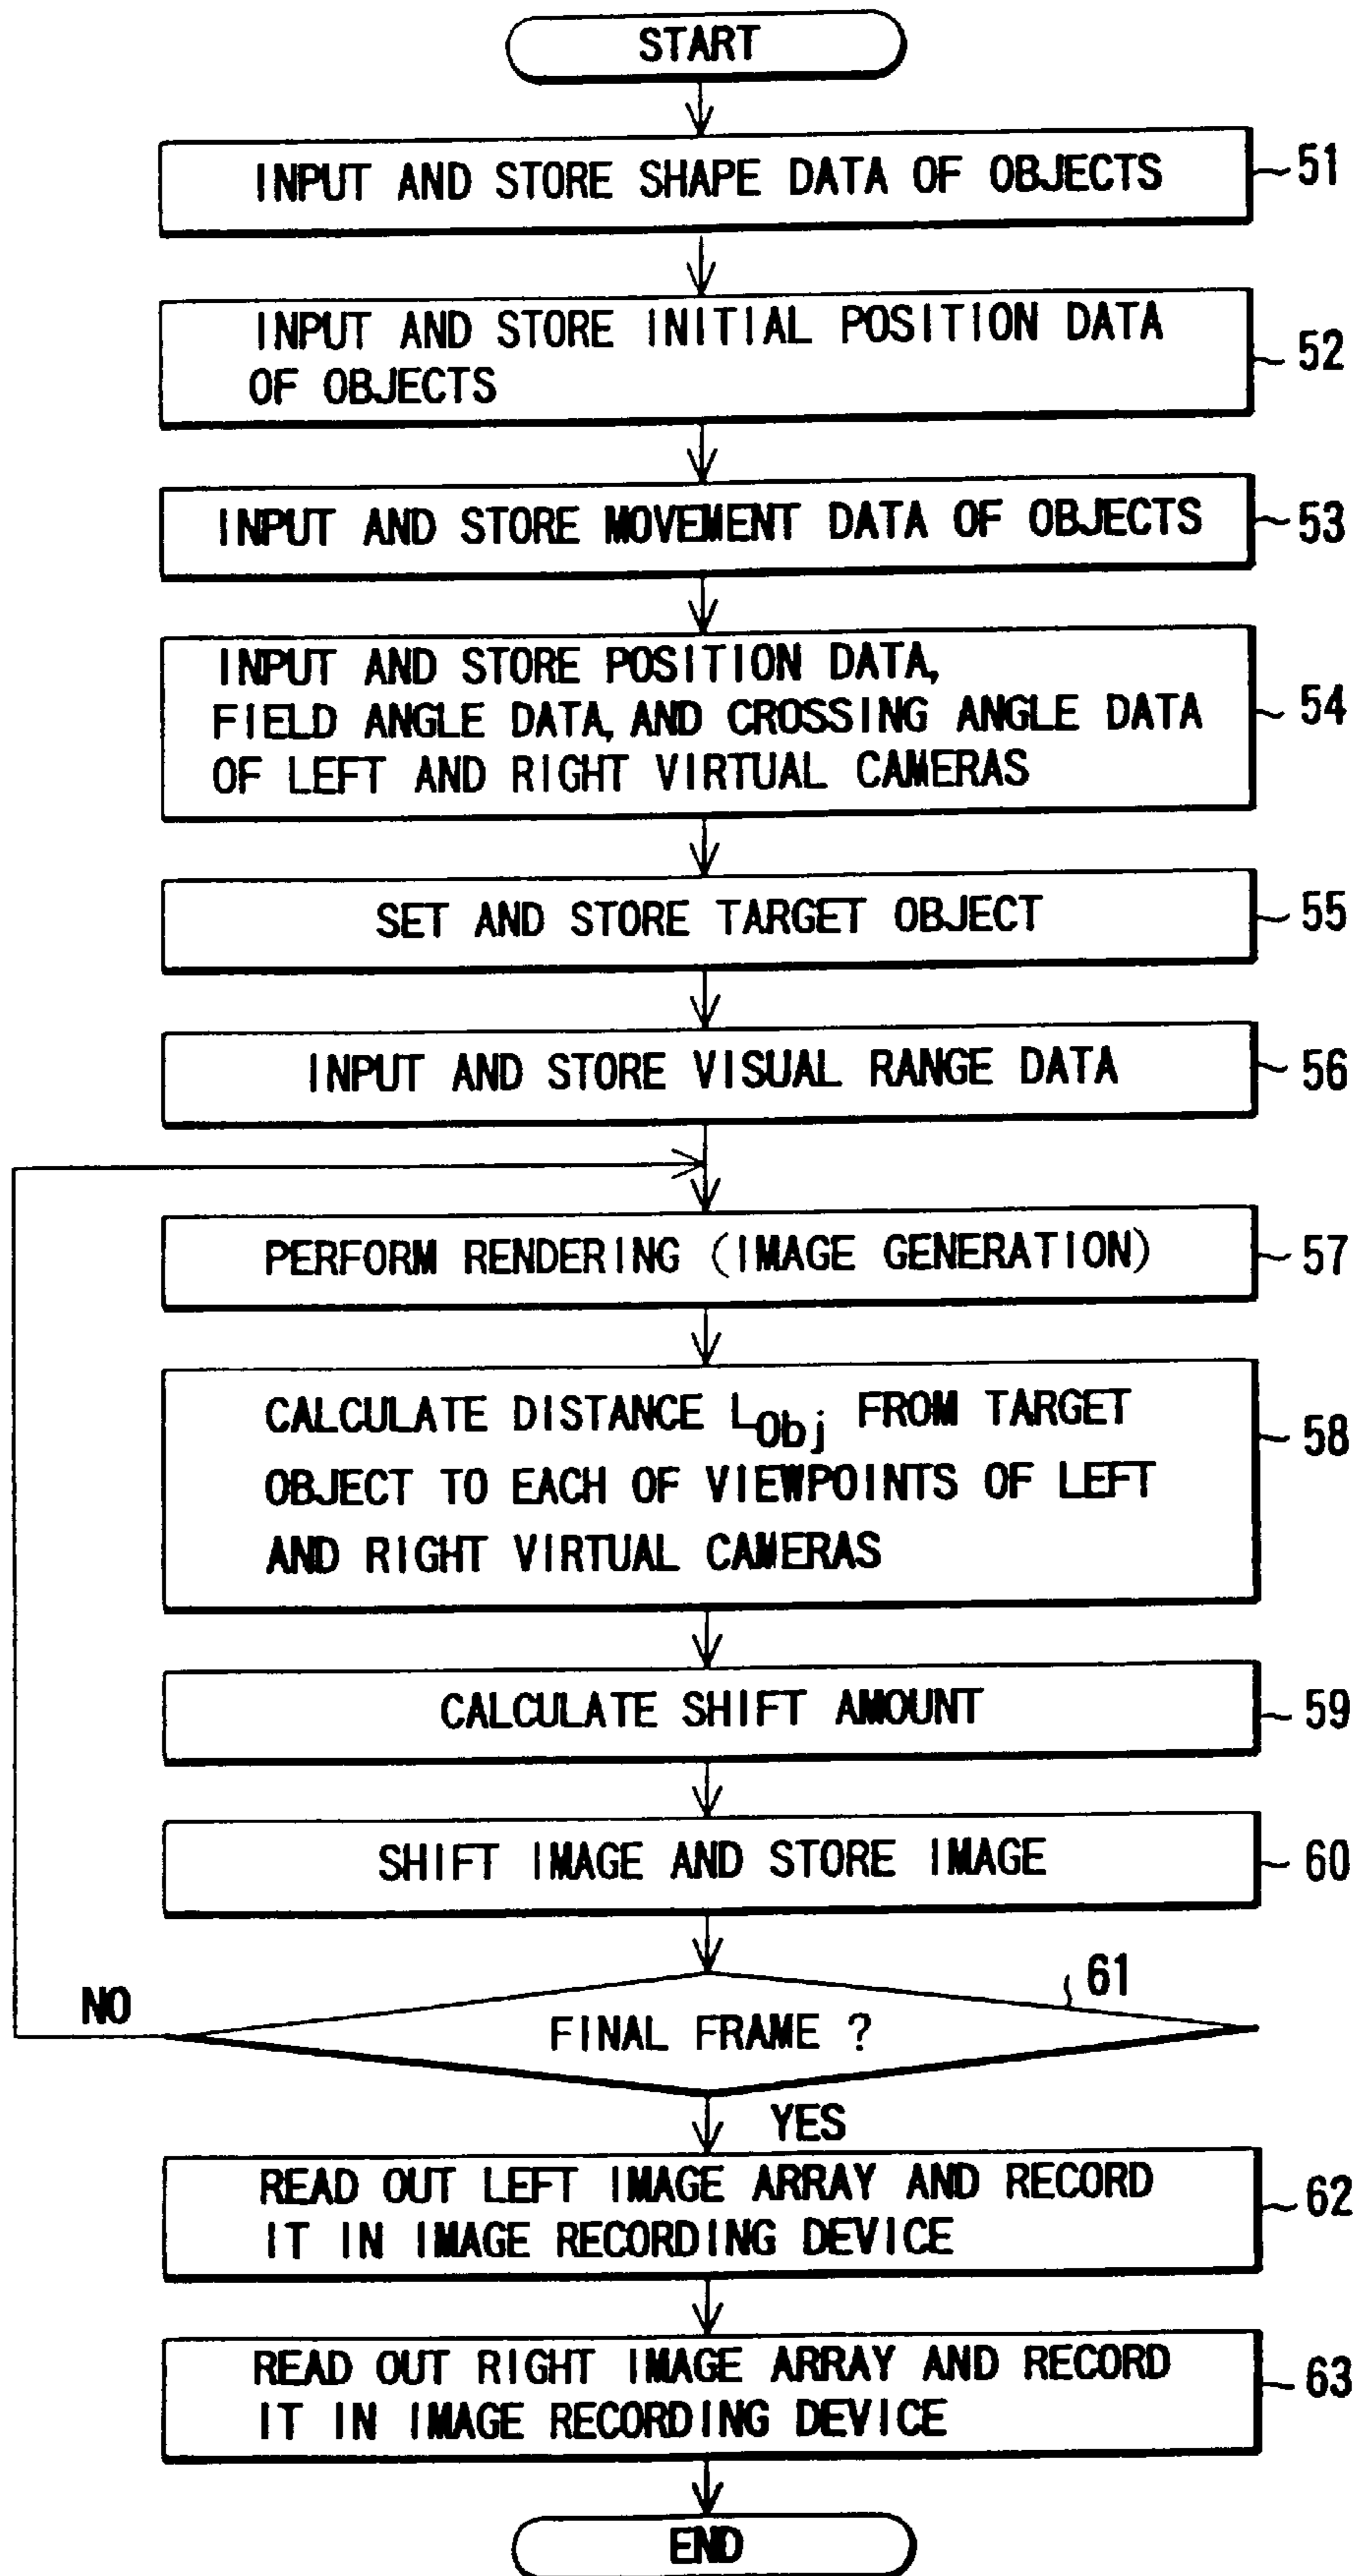 START
INPUT AND STORE SHAPE DATA OF OBJECTS
51
INPUT AND STORE INITIAL POSITION DATA
OF OBJECTS
52
INPUT AND STORE MOVEMENT DATA OF OBJECTS
53
INPUT AND STORE POSITION DATA,
FIELD ANGLE DATA, AND CROSSING ANGLE DATA
OF LEFT AND RIGHT VIRTUAL CAMERAS
54
SET AND STORE TARGET OBJECT
55
INPUT AND STORE VISUAL RANGE DATA
56
PERFORM RENDERING (IMAGE GENERATION)
57
CALCULATE DISTANCE LObj FROM TARGET
OBJECT TO EACH OF VIEWPOINTS OF LEFT
AND RIGHT VIRTUAL CAMERAS
58
CALCULATE SHIFT AMOUNT
59
SHIFT IMAGE AND STORE IMAGE
60
61
NO
FINAL FRAME ?
YES
READ OUT LEFT IMAGE ARRAY AND RECORD
IT IN IMAGE RECORDING DEVICE
62
READ OUT RIGHT IMAGE ARRAY AND RECORD
IT IN IMAGE RECORDING DEVICE
63
END